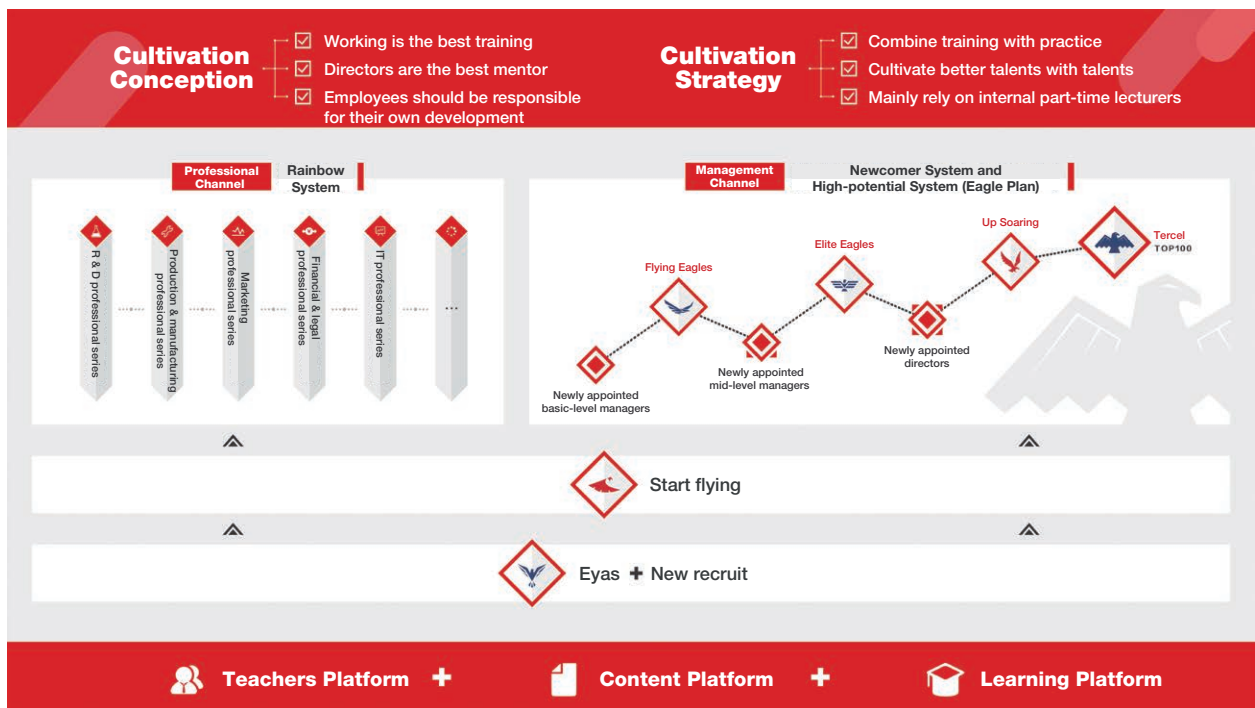 Cultivation
Conception
Working is the best training
Directors are the best mentor
Employees should be responsible
for their own development
Cultivation
Strategy
Combine training with practice
Cultivate better talents with talents
Mainly rely on internal part-time lecturers
Professional
Channel
Rainbow
System
R & D professional series
Production & manufacturing
professional series
Marketing
professional series
Financial & legal
professional series
IT professional series
...
Management
Channel
Newcomer System and
High-potential System (Eagle Plan)
Newly appointed
basic-level managers
Flying Eagles
Newly appointed
mid-level managers
Elite Eagles
Newly appointed
directors
Up Soaring
Tercel
TOP100
Start flying
Eyas + New recruit
Teachers Platform +
Content Platform +
Learning Platform